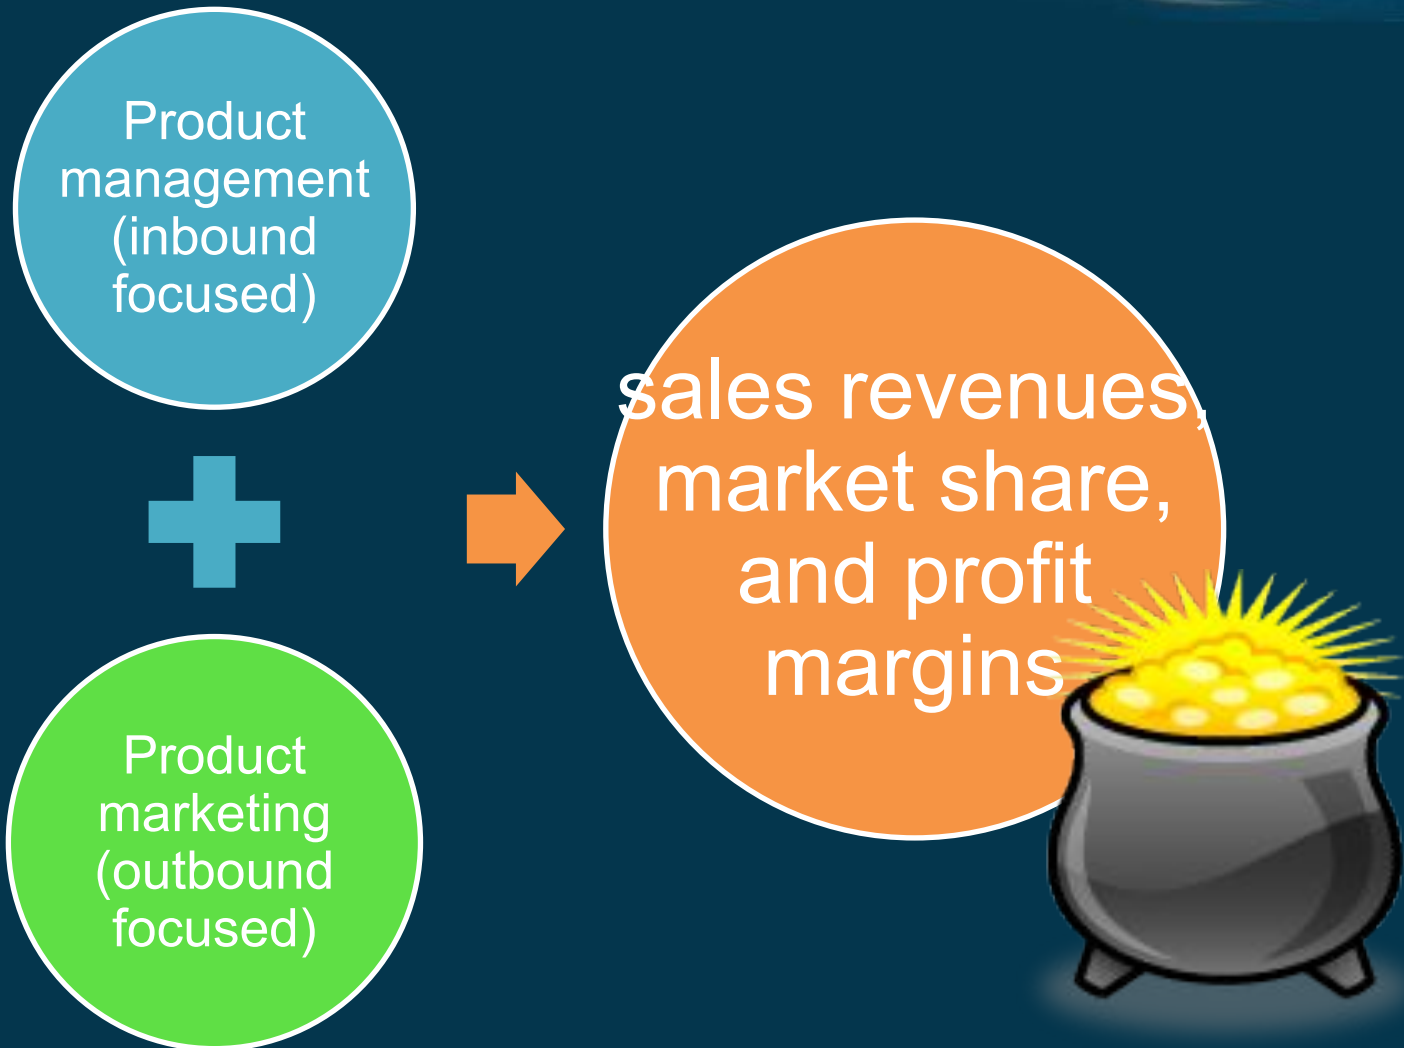 Product
management
(inbound
focused)
Product
marketing
(outbound
focused)
sales revenues,
market share,
and profit
margins